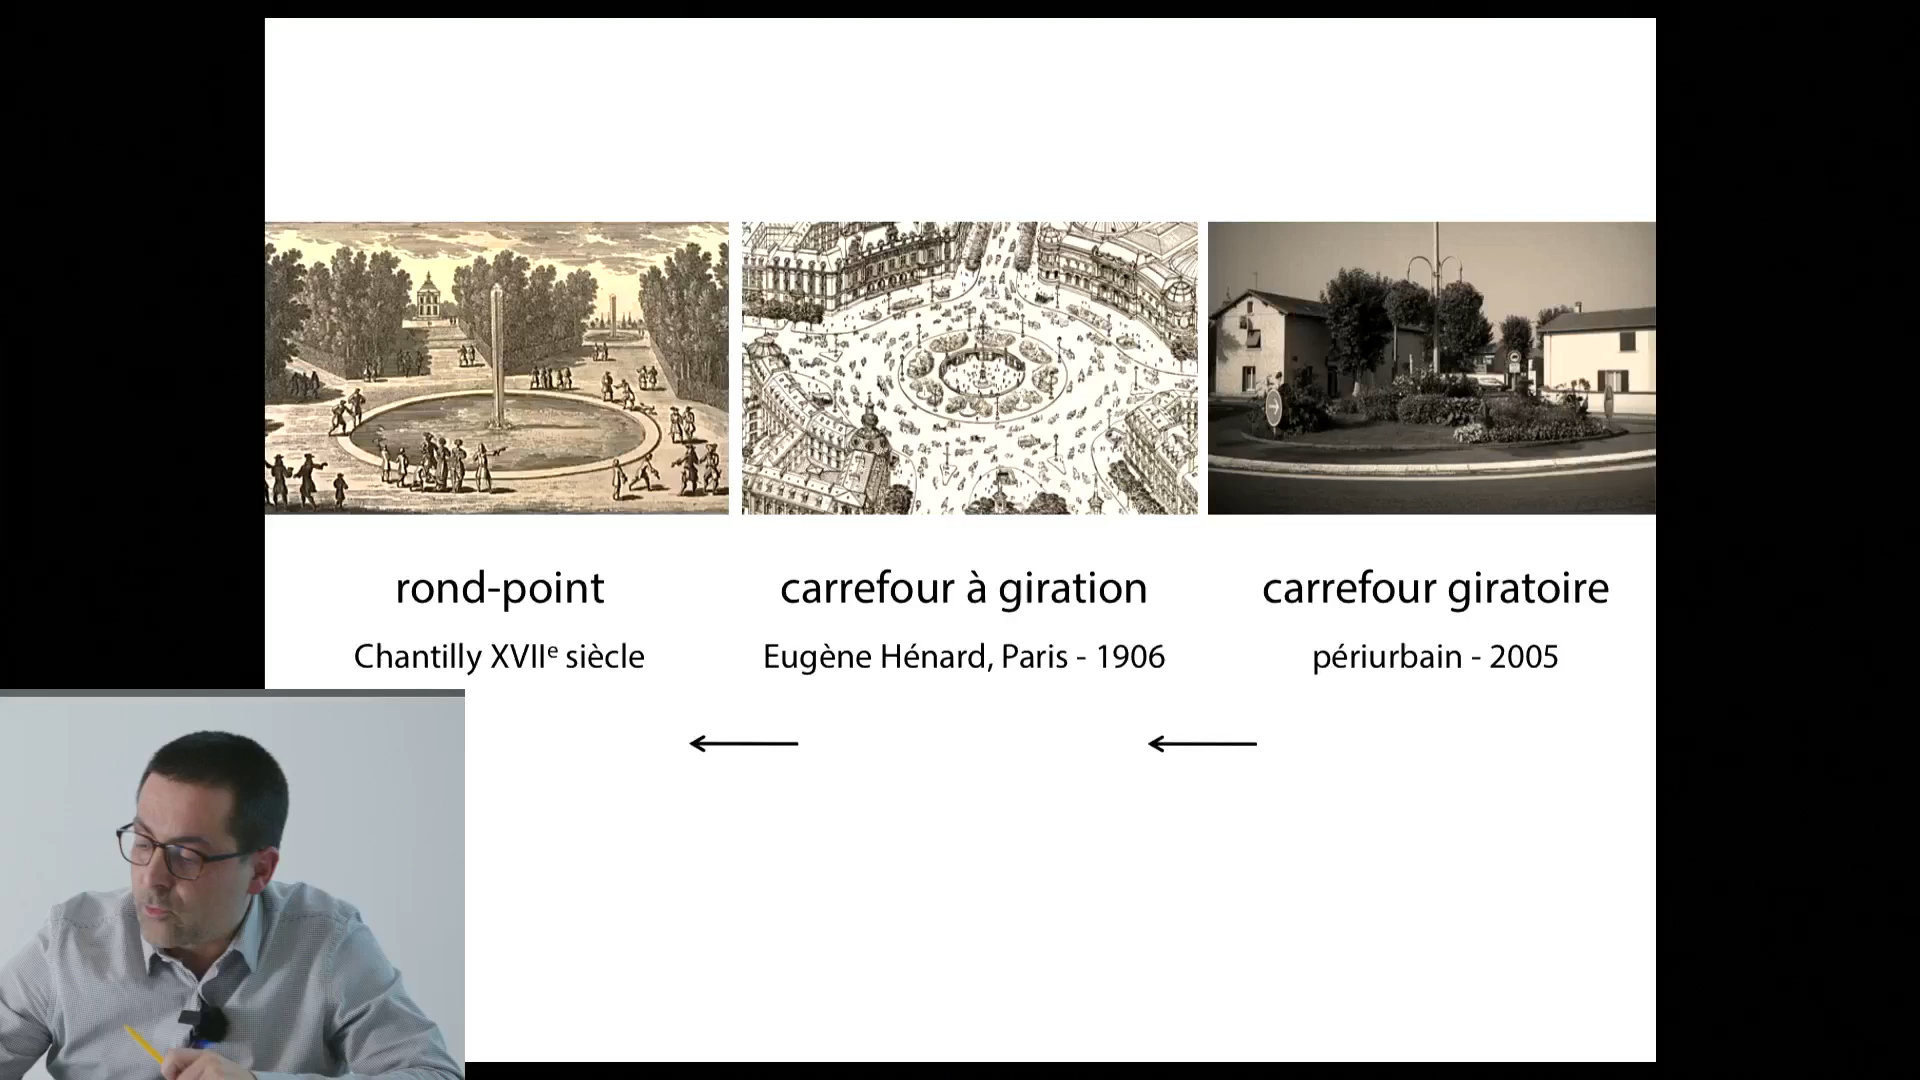 rond-point
Chantilly XVIIe siècle
carrefour à giration
Eugène Hénard, Paris - 1906
carrefour giratoire
périurbain - 2005